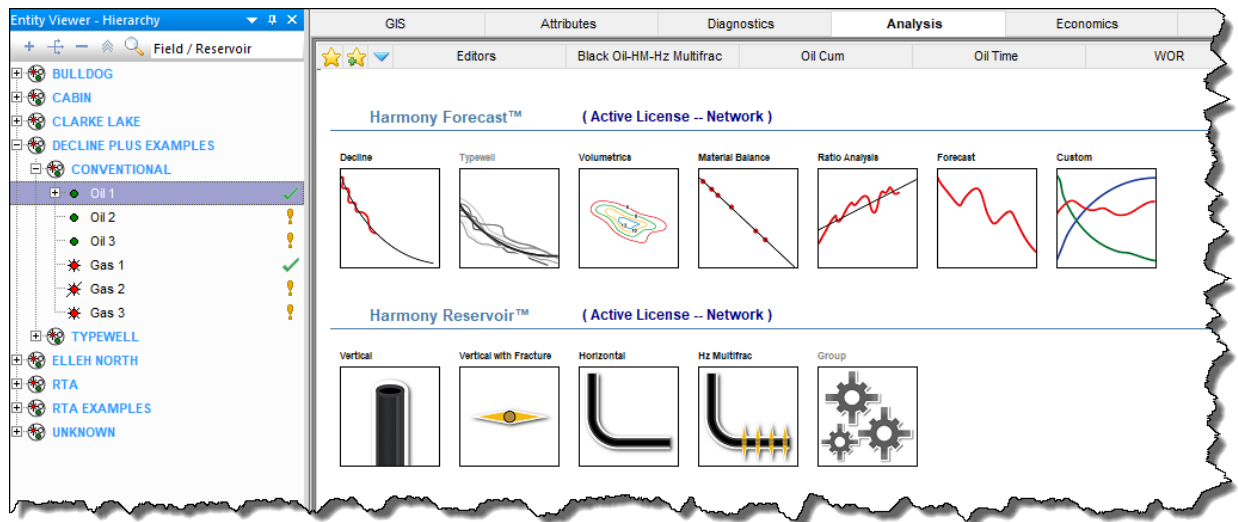 Entity Viewer - Hierarchy
Field / Reservoir
BULLDOG
CABIN
CLARKE LAKE
DECLINE PLUS EXAMPLES
CONVENTIONAL
Oil 1
Oil 2
Oil 3
Gas 1
Gas 2
Gas 3
TYPEWELL
ELLEH NORTH
RTA
RTA EXAMPLES
UNKNOWN
GIS Attributes Diagnostics Analysis Economics
Editors Black Oil-HM-Hz Multifrac Oil Cum Oil Time WOR
Harmony Forecast™ ( Active License -- Network )
Decline Typewell Volumetrics Material Balance Ratio Analysis Forecast Custom
Harmony Reservoir™ ( Active License -- Network )
Vertical Vertical with Fracture Horizontal Hz Multifrac Group